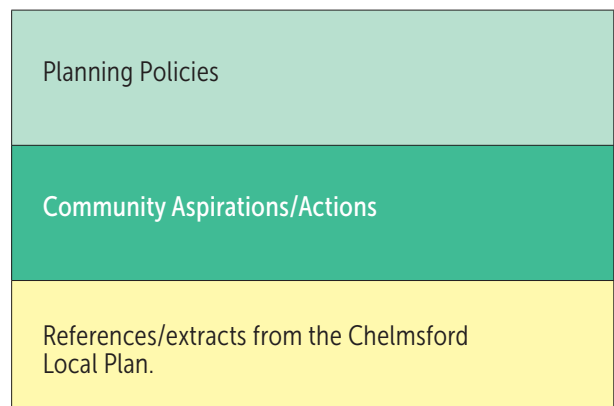 Planning Policies
Community Aspirations/Actions
References/extracts from the Chelmsford
Local Plan.